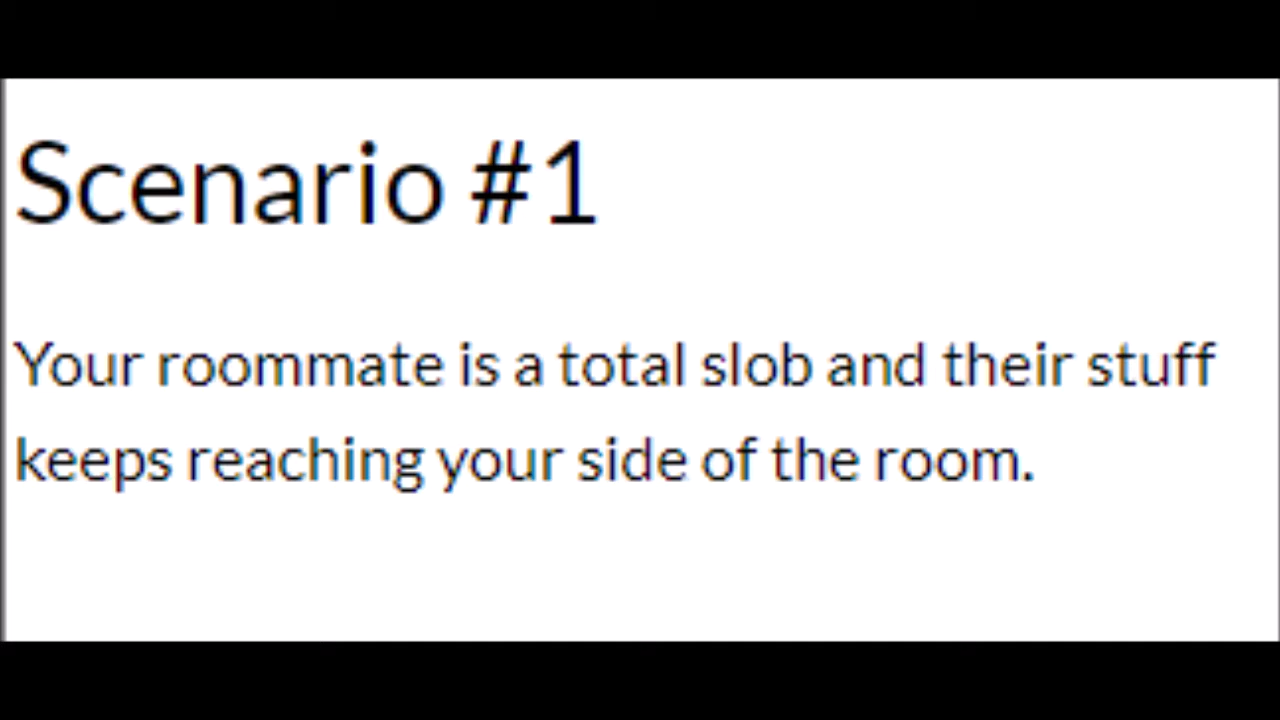 Scenario #1
Your roommate is a total slob and their stuff
keeps reaching your side of the room.